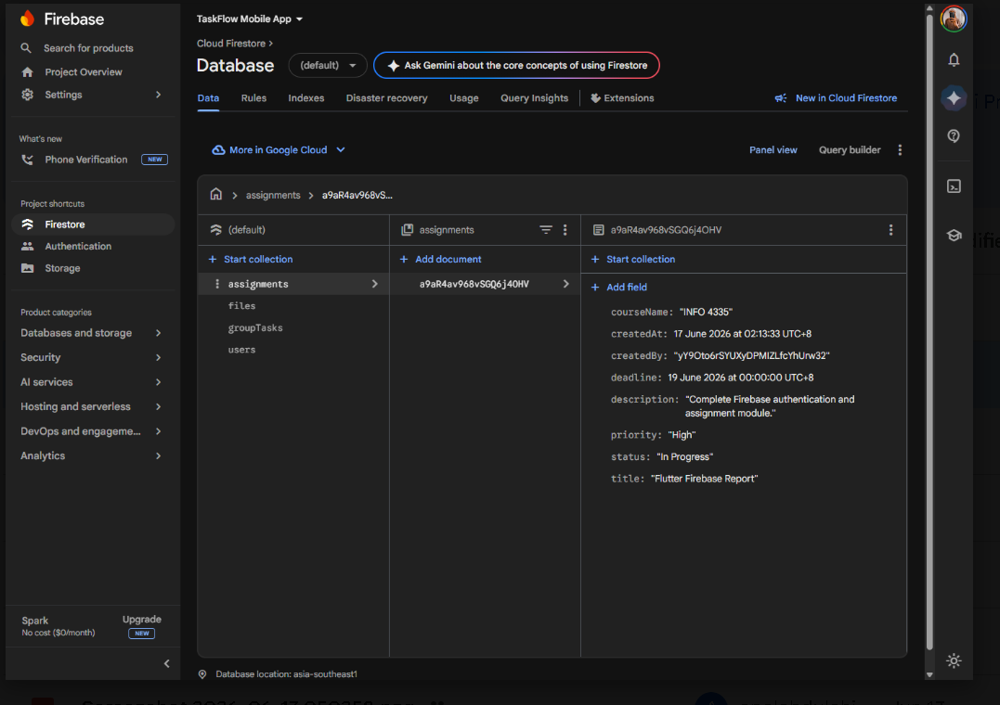 Firebase
Search for products
Project Overview
Settings
What's new
Phone Verification NEW
Project shortcuts
Firestore
Authentication
Storage
Product categories
Databases and storage
Security
AI services
Hosting and serverless
DevOps and engageme...
Analytics
Spark
No cost ($0/month)
Upgrade
NEW
TaskFlow Mobile App
Cloud Firestore
Database
(default)
Ask Gemini about the core concepts of using Firestore
Data Rules Indexes Disaster recovery Usage Query Insights Extensions
New in Cloud Firestore
More in Google Cloud
Panel view Query builder
assignments a9aR4av968vS...
(default)
Start collection
assignments
files
groupTasks
users
assignments
Add document
a9aR4av968vSGQ6j4OHV
a9aR4av968vSGQ6j4OHV
Start collection
Add field
courseName: "INFO 4335"
createdAt: 17 June 2026 at 02:13:33 UTC+8
createdBy: "yY9Oto6rSYUXyDPMIZLfcYhUrw32"
deadline: 19 June 2026 at 00:00:00 UTC+8
description: "Complete Firebase authentication and
assignment module."
priority: "High"
status: "In Progress"
title: "Flutter Firebase Report"
Database location: asia-southeast1